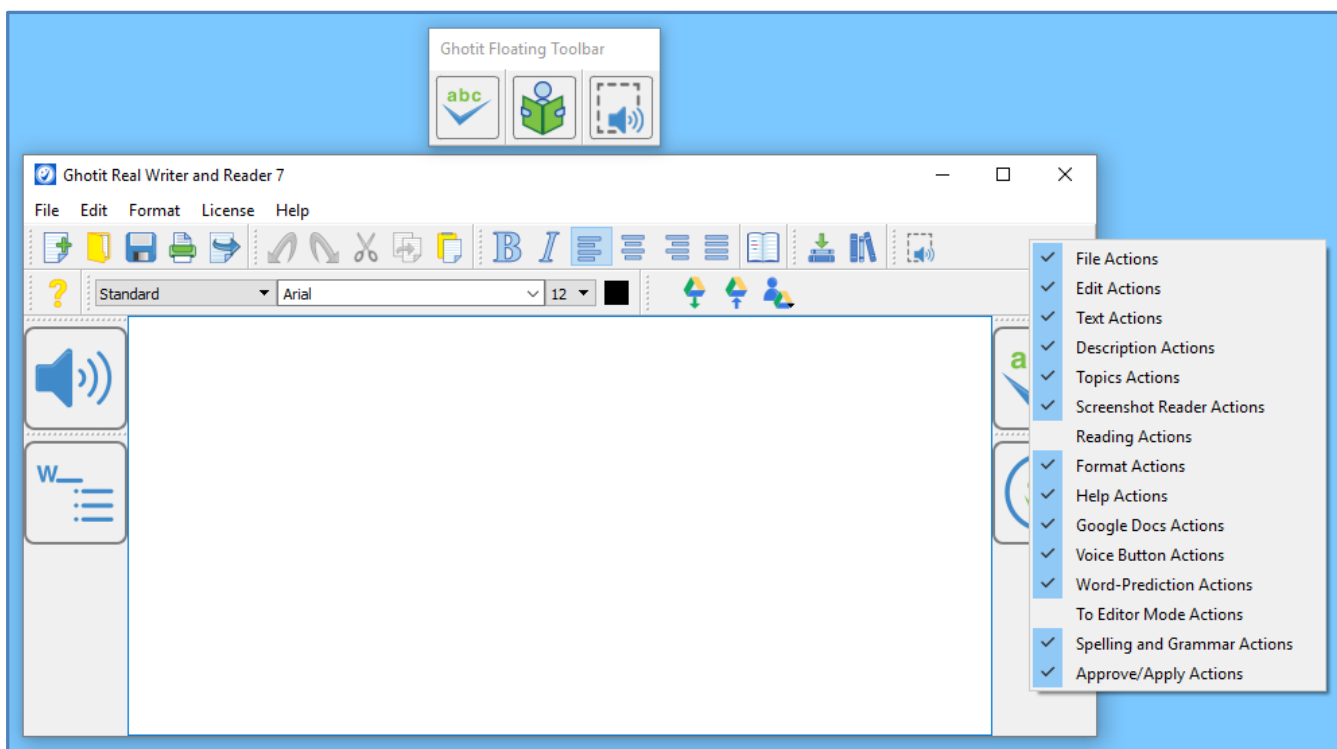 Ghotit Floating Toolbar
abc
Ghotit Real Writer and Reader 7
File Edit Format License Help
B I
? Standard Arial 12
a
W
File Actions
Edit Actions
Text Actions
Description Actions
Topics Actions
Screenshot Reader Actions
Reading Actions
Format Actions
Help Actions
Google Docs Actions
Voice Button Actions
Word-Prediction Actions
To Editor Mode Actions
Spelling and Grammar Actions
Approve/Apply Actions